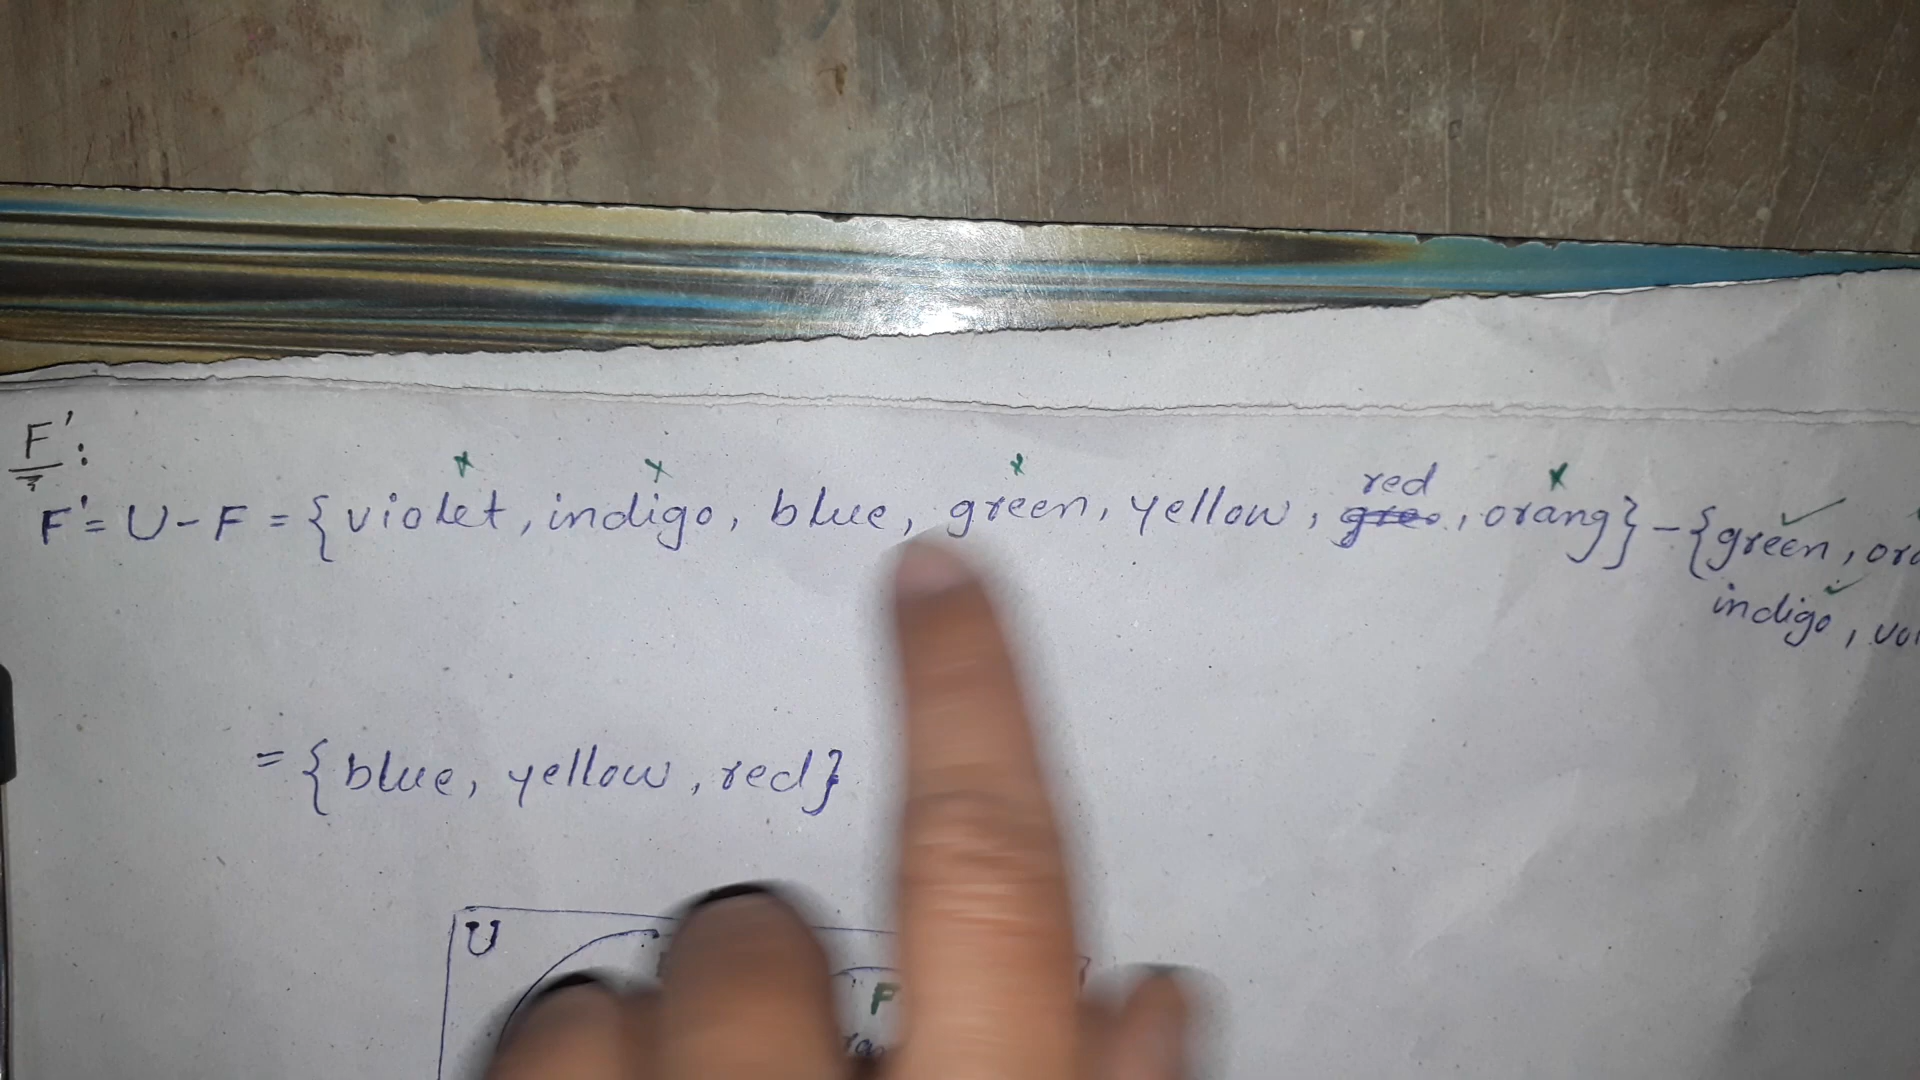 F':
F' = U - F = {violet, indigo, blue, green, yellow, red, orang} - {green,
indigo,
= {blue, yellow, red}
U
F